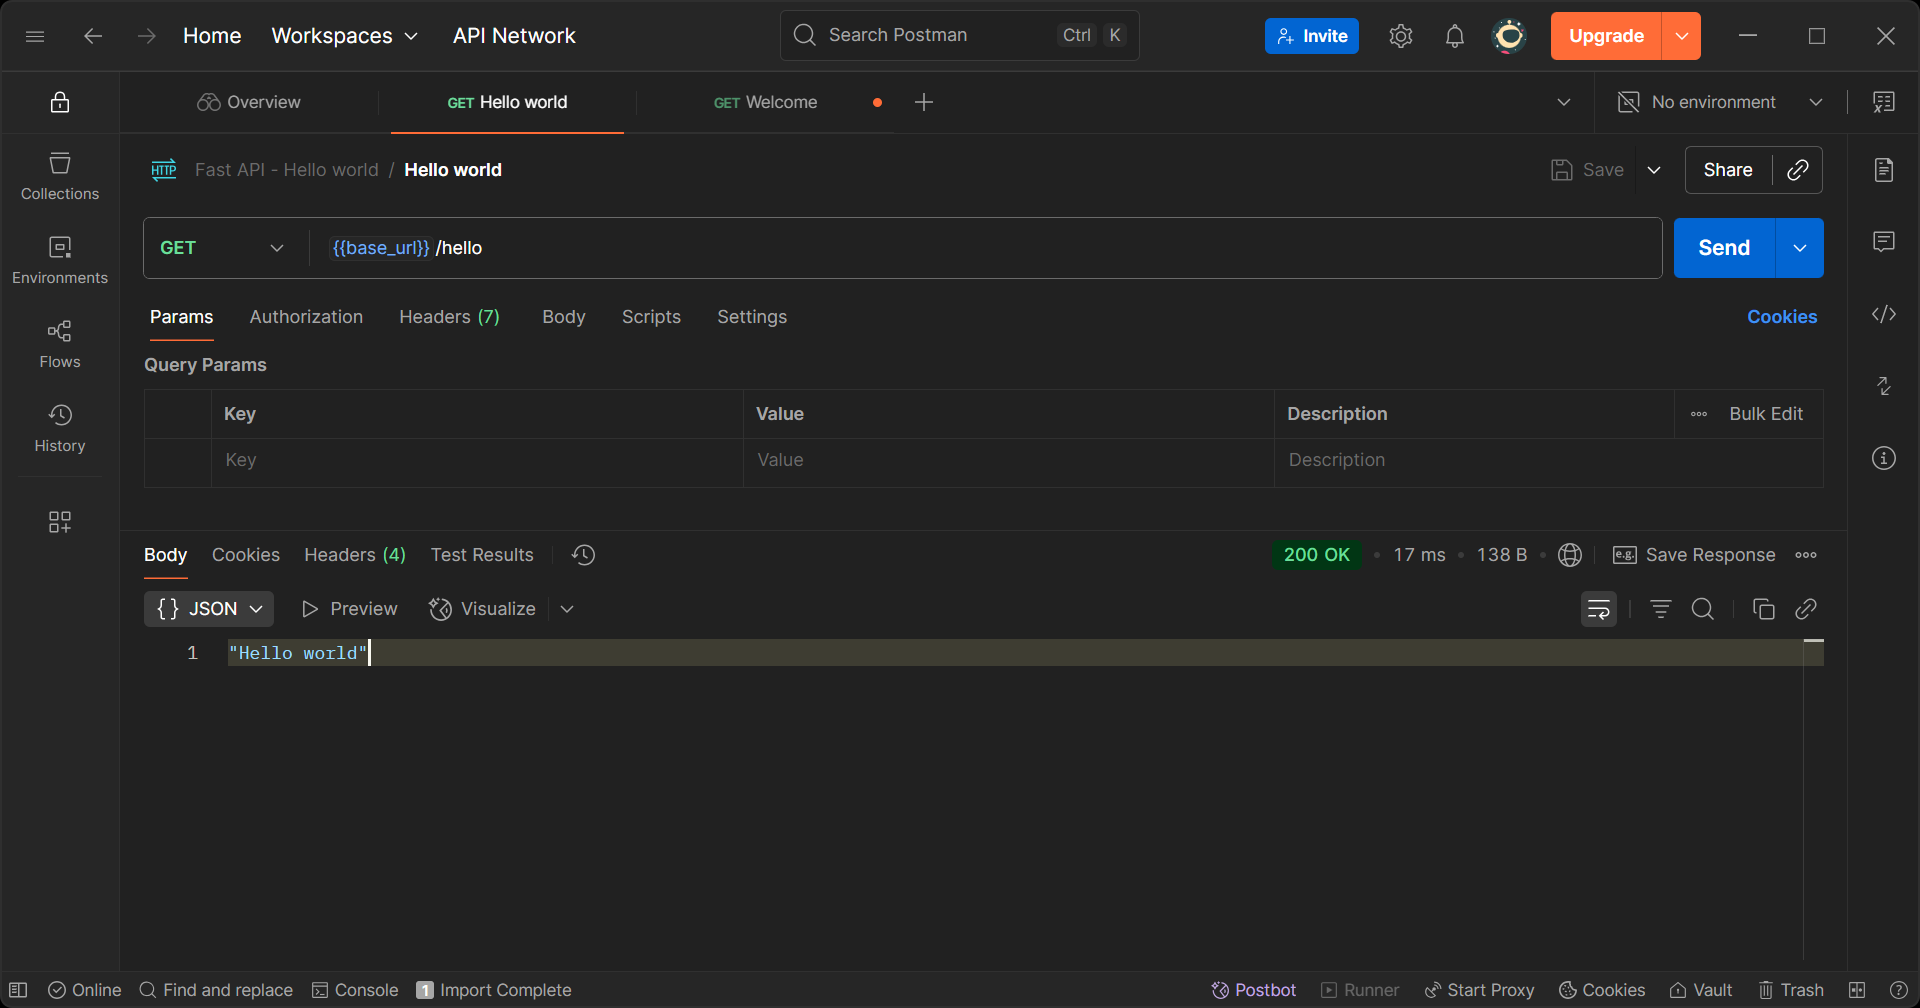 Home Workspaces API Network Search Postman Ctrl K Invite Upgrade
Overview GET Hello world GET Welcome No environment
HTTP Fast API - Hello world / Hello world Save Share
GET {{base_url}} /hello Send
Params Authorization Headers (7) Body Scripts Settings Cookies
Query Params
Key Value Description Bulk Edit
Key Value Description
Collections
Environments
Flows
History
Body Cookies Headers (4) Test Results 200 OK • 17 ms • 138 B • e.g. Save Response
{} JSON Preview Visualize
1 "Hello world"
Online Find and replace Console 1 Import Complete Postbot Runner Start Proxy Cookies Vault Trash